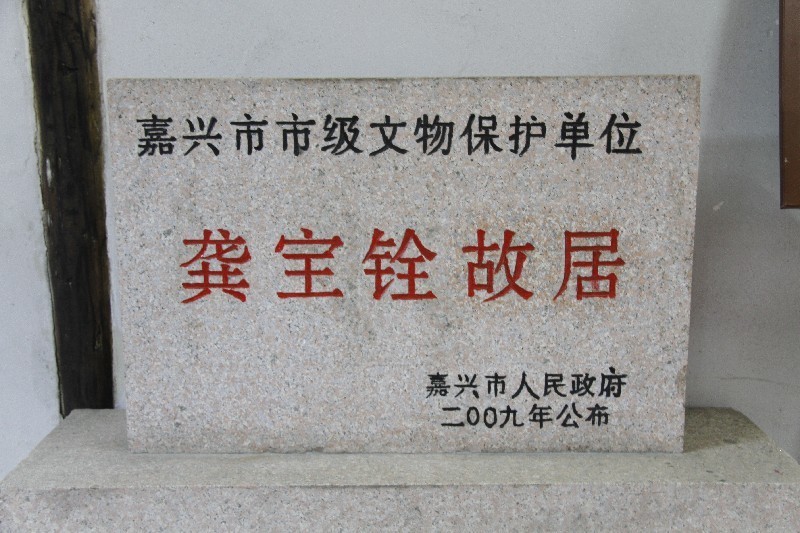 嘉兴市市级文物保护单位
龚宝铨故居
嘉兴市人民政府
二00九年公布